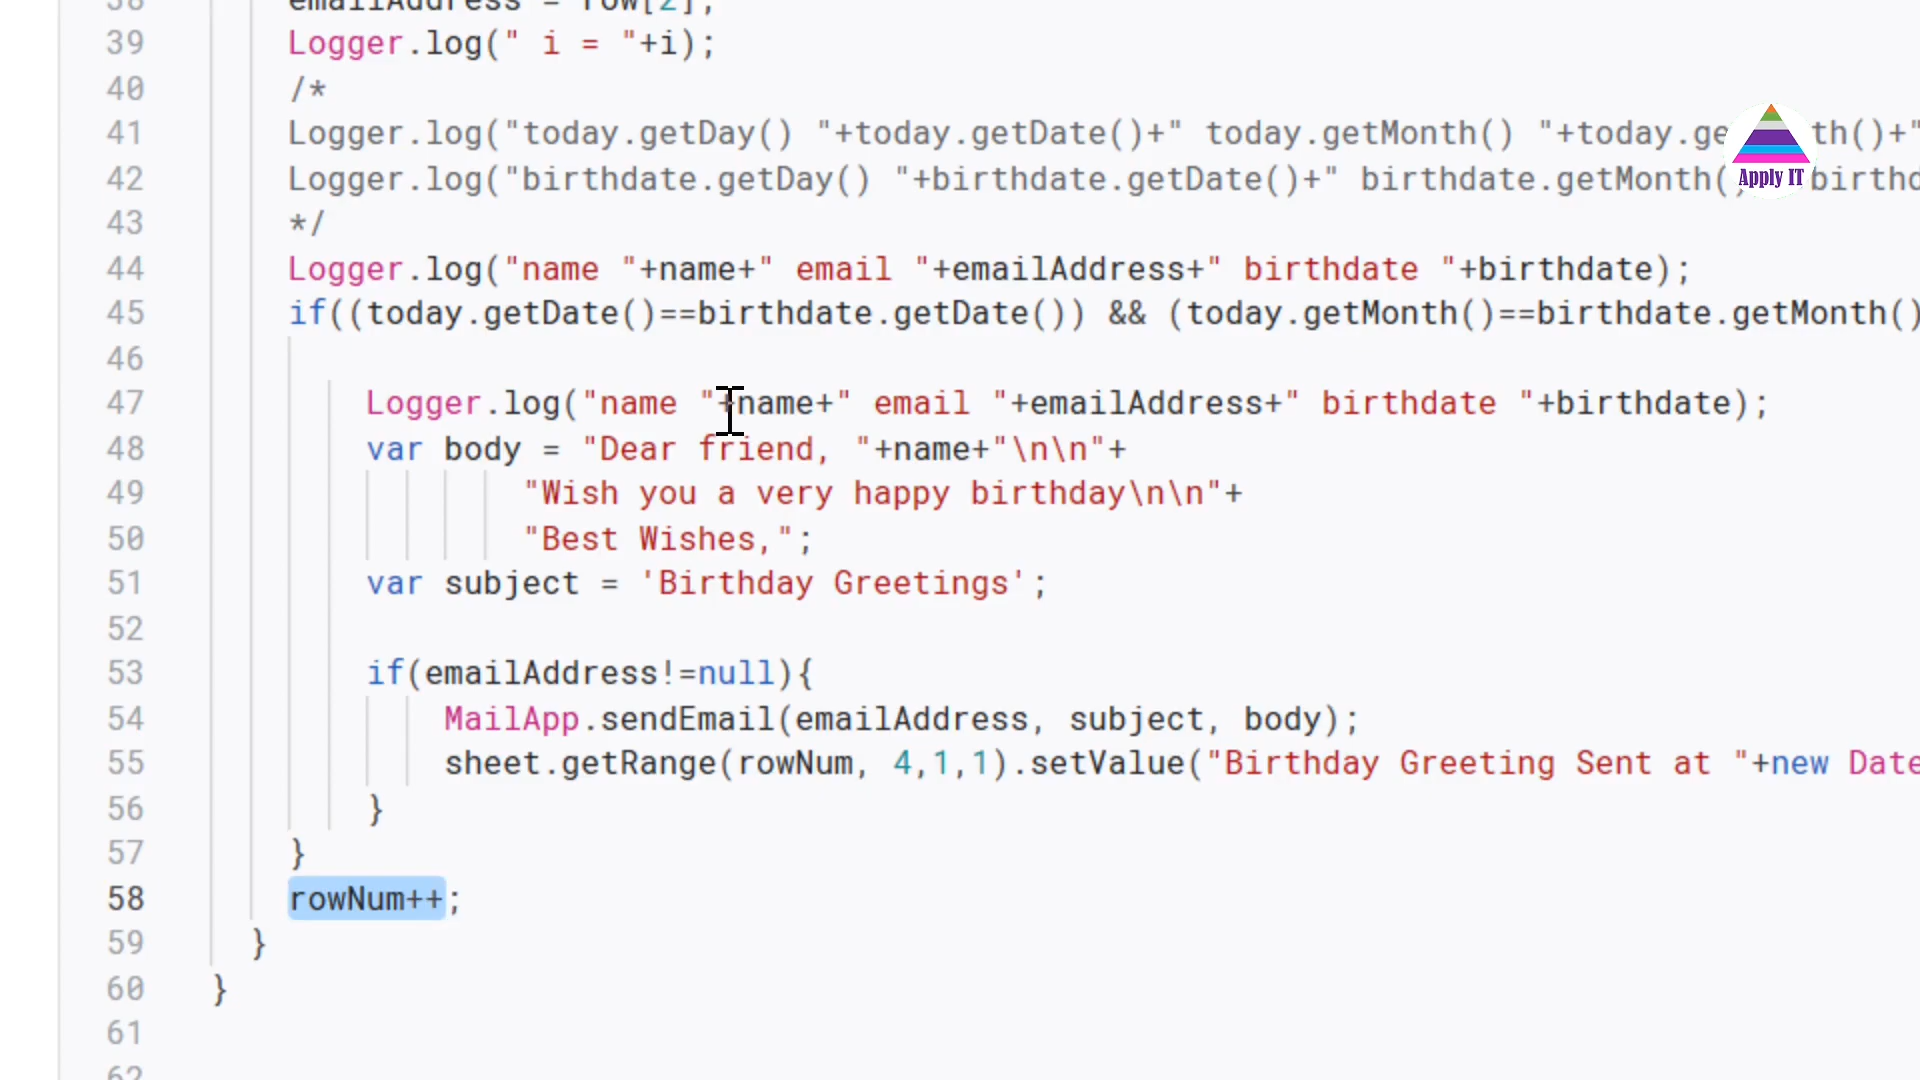 38 emailAddress = row[2];
39 Logger.log(" i = "+i);
40 /*
41 Logger.log("today.getDay() "+today.getDate()+" today.getMonth() "+today.ge th()+"
42 Logger.log("birthdate.getDay() "+birthdate.getDate()+" birthdate.getMonth( birthd
Apply IT
43 */
44 Logger.log("name "+name+" email "+emailAddress+" birthdate "+birthdate);
45 if((today.getDate()==birthdate.getDate()) && (today.getMonth()==birthdate.getMonth()
46
47 Logger.log("name "+name+" email "+emailAddress+" birthdate "+birthdate);
48 var body = "Dear friend, "+name+"\n\n"+
49 "Wish you a very happy birthday\n\n"+
50 "Best Wishes,";
51 var subject = 'Birthday Greetings';
52
53 if(emailAddress!=null){
54 MailApp.sendEmail(emailAddress, subject, body);
55 sheet.getRange(rowNum, 4,1,1).setValue("Birthday Greeting Sent at "+new Date
56 }
57 }
58 rowNum++;
59 }
60 }
61
62